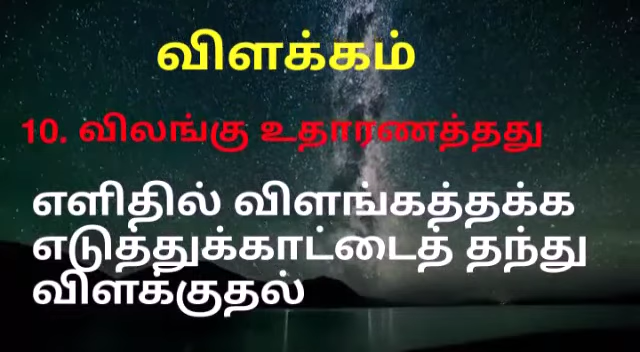 விளக்கம்
10. விலங்கு உதாரணத்தது
எளிதில் விளங்கத்தக்க
எடுத்துக்காட்டைத் தந்து
விளக்குதல்